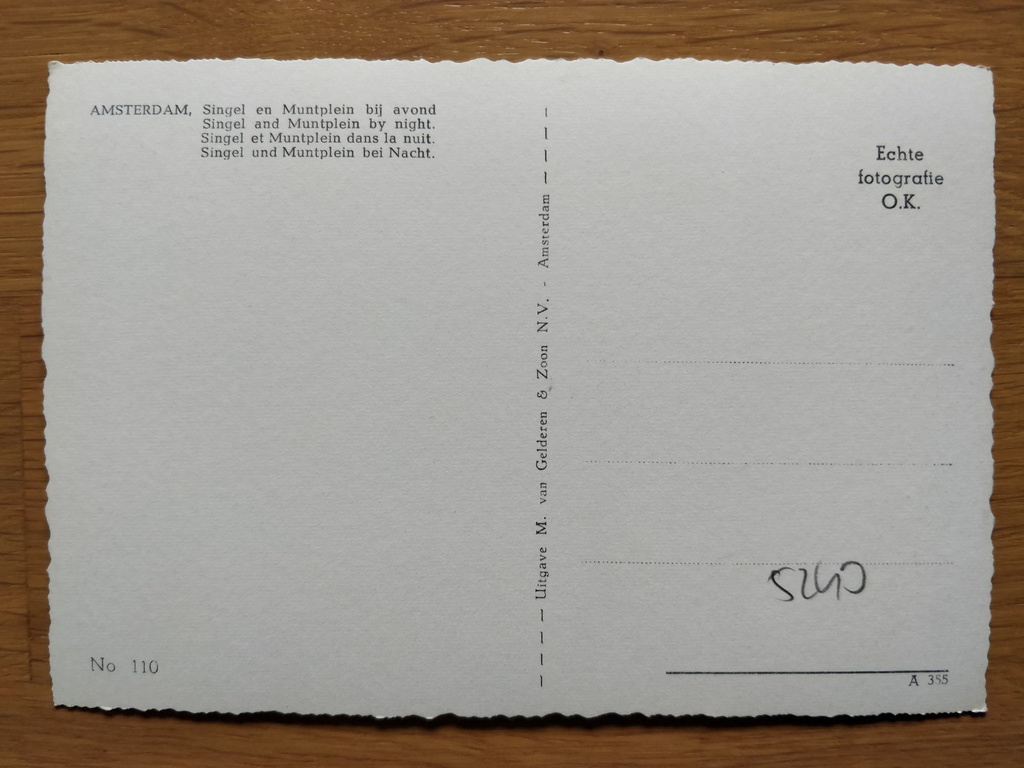 AMSTERDAM, Singel en Muntplein bij avond
Singel and Muntplein by night.
Singel et Muntplein dans la nuit.
Singel und Muntplein bei Nacht.
No 110
Uitgave M. van Gelderen & Zoon N.V. - Amsterdam
Echte
fotografie
O.K.
A 355